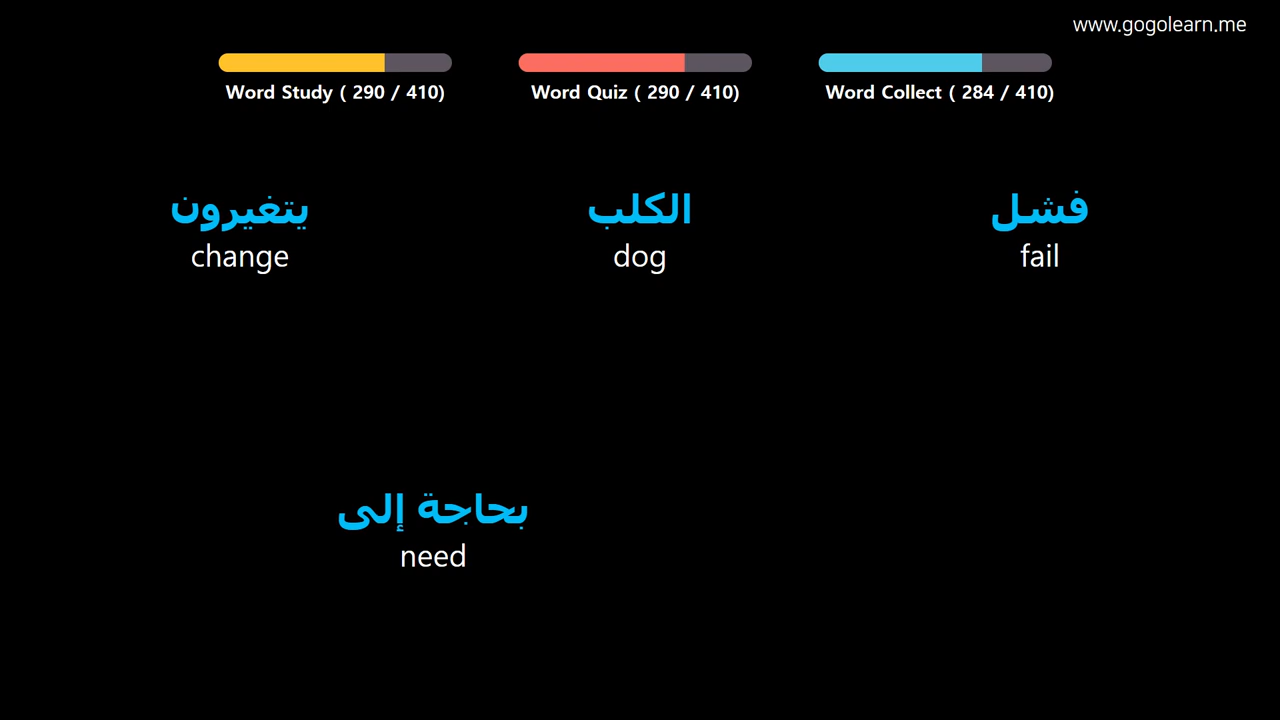 www.gogolearn.me
Word Study ( 290 / 410)
Word Quiz ( 290 / 410)
Word Collect ( 284 / 410)
يتغيرون
change
الكلب
dog
فشل
fail
بحاجة إلى
need